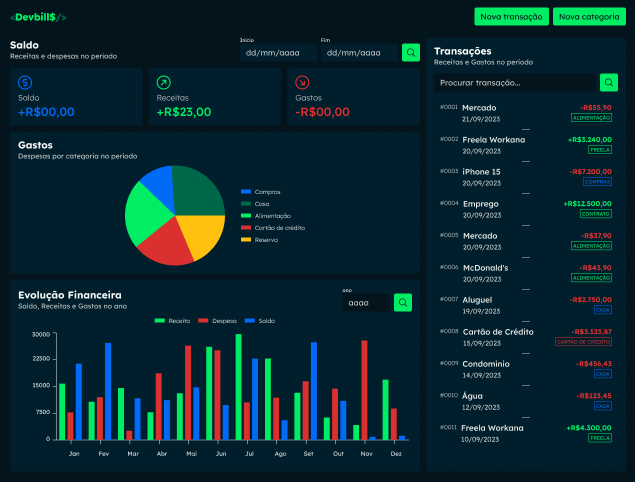 <Devbill$/>
Nova transação
Nova categoria
Saldo
Receitas e despesas no período
Início
dd/mm/aaaa
Fim
dd/mm/aaaa
Saldo
+R$00,00
Receitas
+R$23,00
Gastos
-R$00,00
Gastos
Despesas por categoria no período
Compras
Casa
Alimentação
Cartão de crédito
Reserva
Evolução Financeira
Saldo, Receitas e Gastos no ano
ano
aaaa
Receita
Despesa
Saldo
30000
22500
15000
7500
0
Jan Fev Mar Abr Mai Jun Jul Ago Set Out Nov Dez
Transações
Receitas e Gastos no período
Procurar transação...
#0001 Mercado -R$55,90
21/09/2023 ALIMENTAÇÃO
#0002 Freela Workana +R$3.240,00
20/09/2023 FREELA
#0003 iPhone 15 -R$7.200,00
20/09/2023 COMPRAS
#0004 Emprego +R$12.500,00
20/09/2023 CONTRATO
#0005 Mercado -R$37,90
20/09/2023 ALIMENTAÇÃO
#0006 McDonald's -R$43,90
20/09/2023 ALIMENTAÇÃO
#0007 Aluguel -R$2.750,00
19/09/2023 CASA
#0008 Cartão de Crédito -R$3.123,87
15/09/2023 CARTÃO DE CRÉDITO
#0009 Condomínio -R$456,43
14/09/2023 CASA
#0010 Água -R$123,45
12/09/2023 CASA
#0011 Freela Workana +R$4.300,00
10/09/2023 FREELA